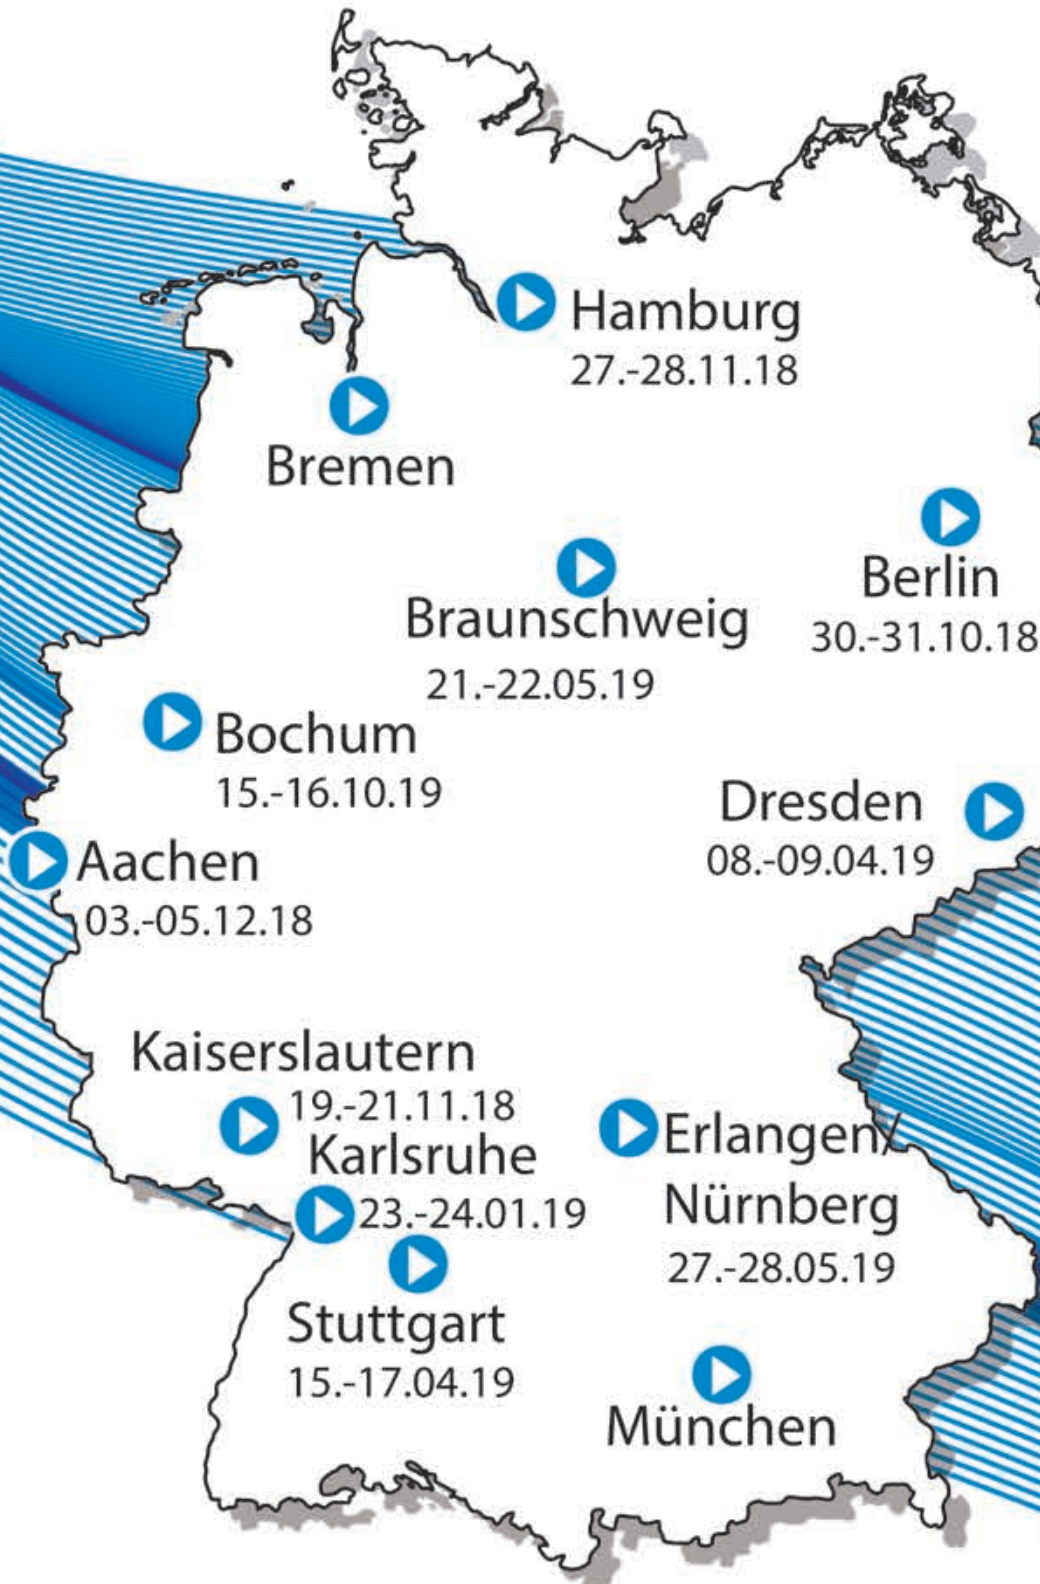 Hamburg
27.-28.11.18
Bremen
Berlin
30.-31.10.18
Braunschweig
21.-22.05.19
Bochum
15.-16.10.19
Dresden
08.-09.04.19
Aachen
03.-05.12.18
Kaiserslautern
19.-21.11.18
Karlsruhe
23.-24.01.19
Erlangen/
Nürnberg
27.-28.05.19
Stuttgart
15.-17.04.19
München